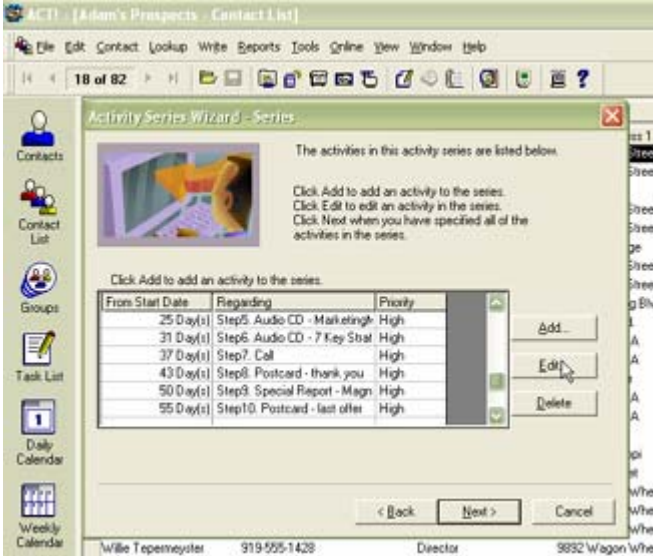 ACT! - [Adam's Prospects - Contact List]
File Edit Contact Lookup Write Reports Tools Online View Window Help
18 of 82
Activity Series Wizard - Series
The activities in this activity series are listed below.
Click Add to add an activity to the series.
Click Edit to edit an activity in the series.
Click Next when you have specified all of the
activities in the series.
Click Add to add an activity to the series.
From Start Date Regarding Priority
25 Day(s) Step5. Audio CD - Marketing High
31 Day(s) Step6. Audio CD - 7 Key Strat High
37 Day(s) Step7. Call High
43 Day(s) Step8. Postcard - thank you High
50 Day(s) Step9. Special Report - Magn High
55 Day(s) Step10. Postcard - last offer High
Add...
Edit
Delete
< Back Next > Cancel
Contacts
Contact
List
Groups
Task List
1
Daily
Calendar
Weekly
Calendar
Willie Tepermeyster 919-555-1428 Director 9892 Wagon Whe